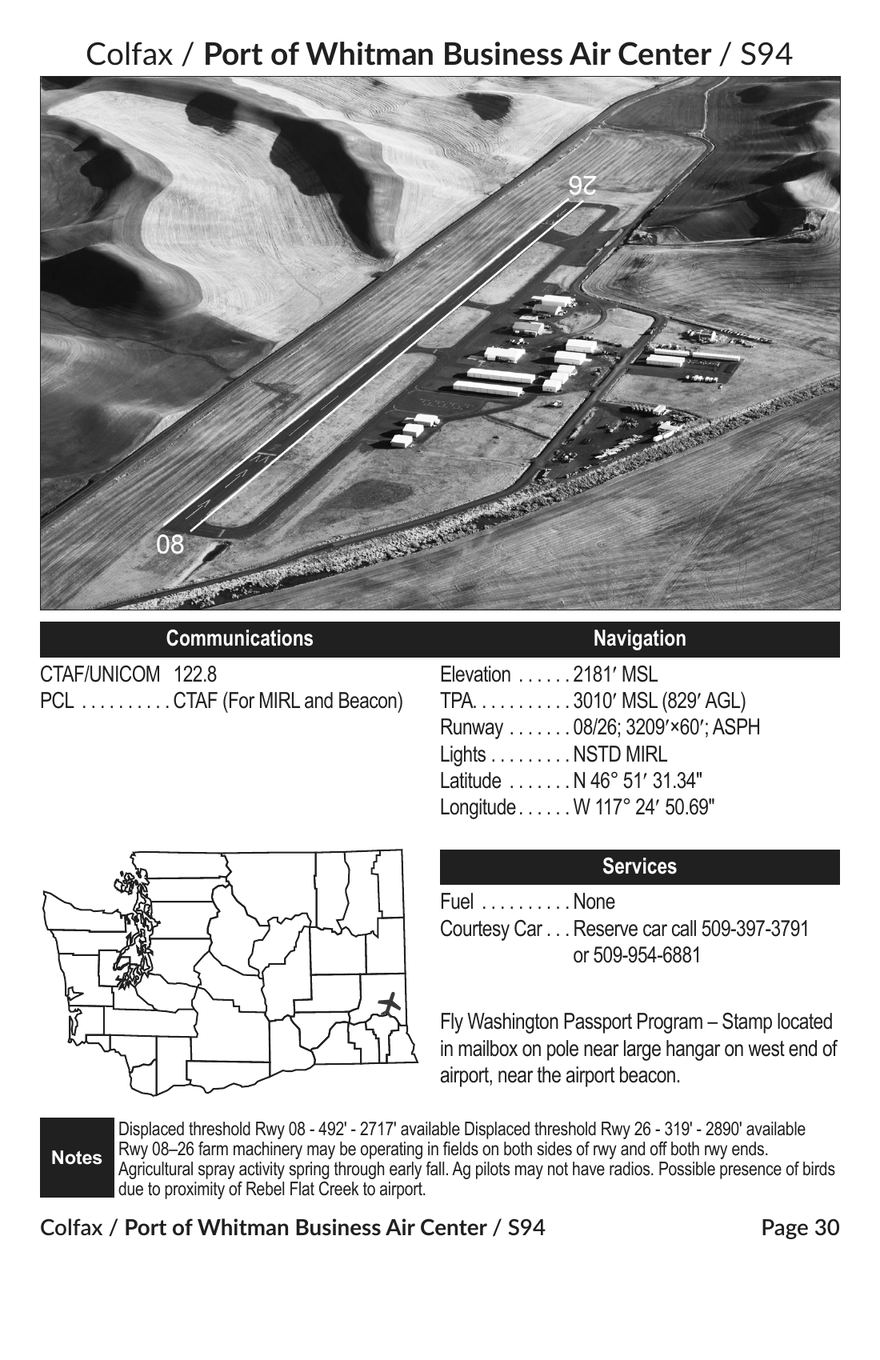 Colfax / Port of Whitman Business Air Center / S94
26
08
Communications
CTAF/UNICOM 122.8
PCL . . . . . . . . . . CTAF (For MIRL and Beacon)
Navigation
Elevation . . . . . . 2181′ MSL
TPA. . . . . . . . . . . 3010′ MSL (829′ AGL)
Runway . . . . . . . 08/26; 3209′×60′; ASPH
Lights . . . . . . . . . NSTD MIRL
Latitude . . . . . . . N 46° 51′ 31.34"
Longitude . . . . . . W 117° 24′ 50.69"
Services
Fuel . . . . . . . . . . None
Courtesy Car . . . Reserve car call 509-397-3791
or 509-954-6881
Fly Washington Passport Program – Stamp located
in mailbox on pole near large hangar on west end of
airport, near the airport beacon.
Notes
Displaced threshold Rwy 08 - 492' - 2717' available Displaced threshold Rwy 26 - 319' - 2890' available
Rwy 08–26 farm machinery may be operating in fields on both sides of rwy and off both rwy ends.
Agricultural spray activity spring through early fall. Ag pilots may not have radios. Possible presence of birds
due to proximity of Rebel Flat Creek to airport.
Colfax / Port of Whitman Business Air Center / S94 Page 30